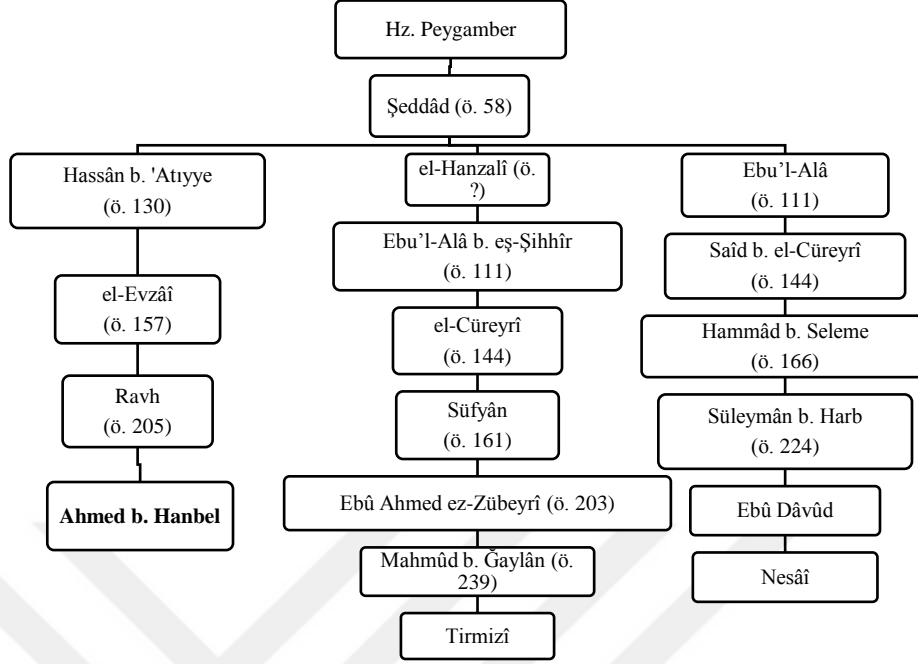 Hz. Peygamber
Şeddâd (ö. 58)
Hassân b. 'Atıyye
(ö. 130)
el-Evzâî
(ö. 157)
Ravh
(ö. 205)
Ahmed b. Hanbel
el-Hanzalî (ö.
?)
Ebu’l-Alâ b. eş-Şihhîr
(ö. 111)
el-Cüreyrî
(ö. 144)
Süfyân
(ö. 161)
Ebû Ahmed ez-Zübeyrî (ö. 203)
Mahmûd b. Ğaylân (ö.
239)
Tirmizî
Ebu’l-Alâ
(ö. 111)
Saîd b. el-Cüreyrî
(ö. 144)
Hammâd b. Seleme
(ö. 166)
Süleymân b. Harb
(ö. 224)
Ebû Dâvûd
Nesâî